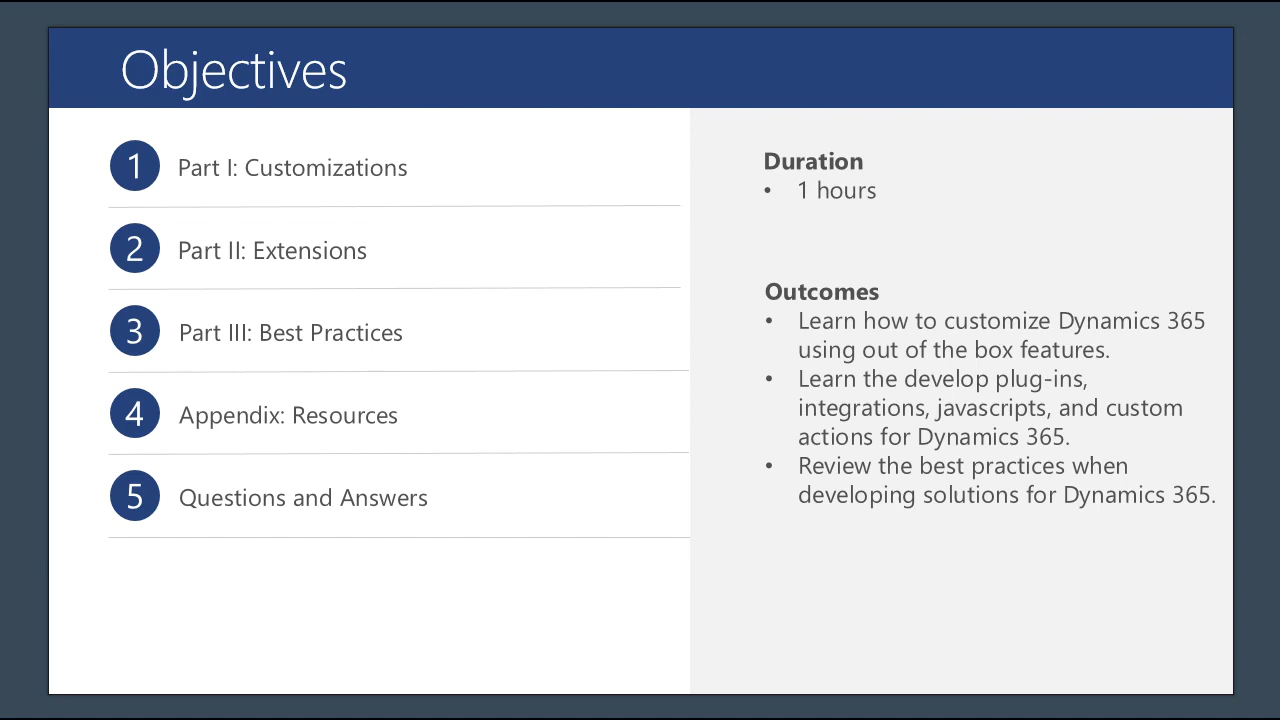 Objectives
1 Part I: Customizations
2 Part II: Extensions
3 Part III: Best Practices
4 Appendix: Resources
5 Questions and Answers
Duration
• 1 hours
Outcomes
• Learn how to customize Dynamics 365
using out of the box features.
• Learn the develop plug-ins,
integrations, javascripts, and custom
actions for Dynamics 365.
• Review the best practices when
developing solutions for Dynamics 365.